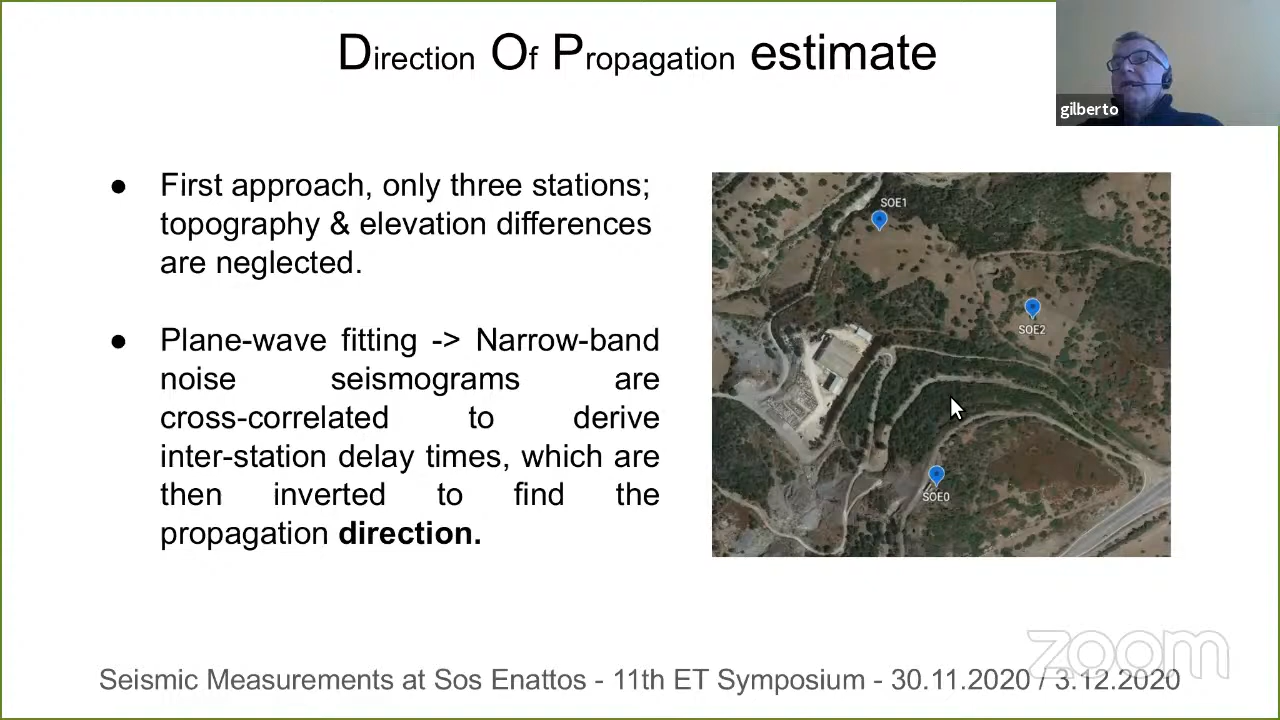 Direction Of Propagation estimate
gilberto
● First approach, only three stations;
topography & elevation differences
are neglected.
● Plane-wave fitting -> Narrow-band
noise seismograms are
cross-correlated to derive
inter-station delay times, which are
then inverted to find the
propagation direction.
SOE1
SOE2
SOE0
zoom
Seismic Measurements at Sos Enattos - 11th ET Symposium - 30.11.2020 / 3.12.2020